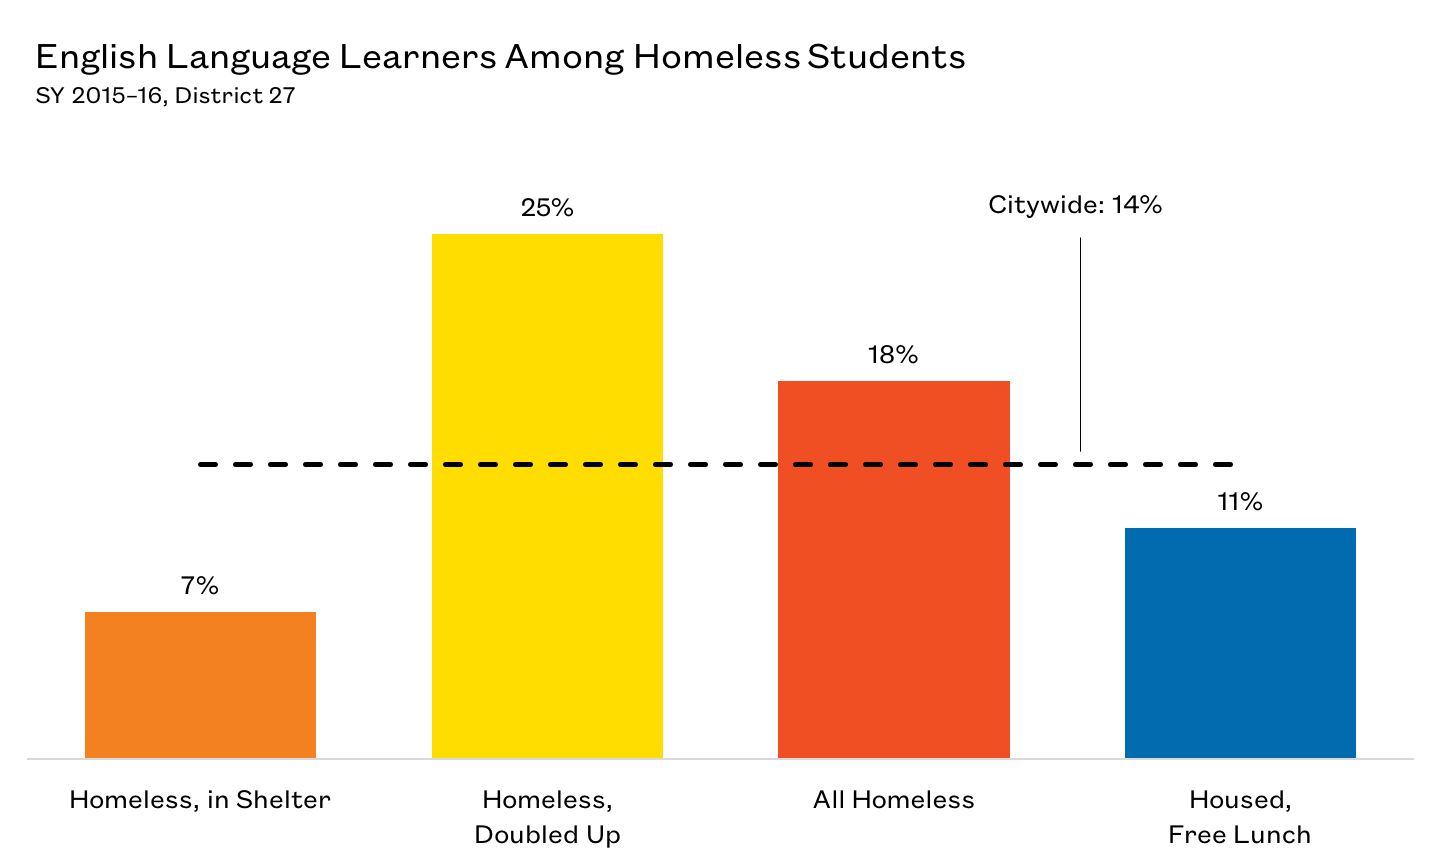 English Language Learners Among Homeless Students
SY 2015–16, District 27
25%
Citywide: 14%
18%
11%
7%
Homeless, in Shelter
Homeless,
Doubled Up
All Homeless
Housed,
Free Lunch